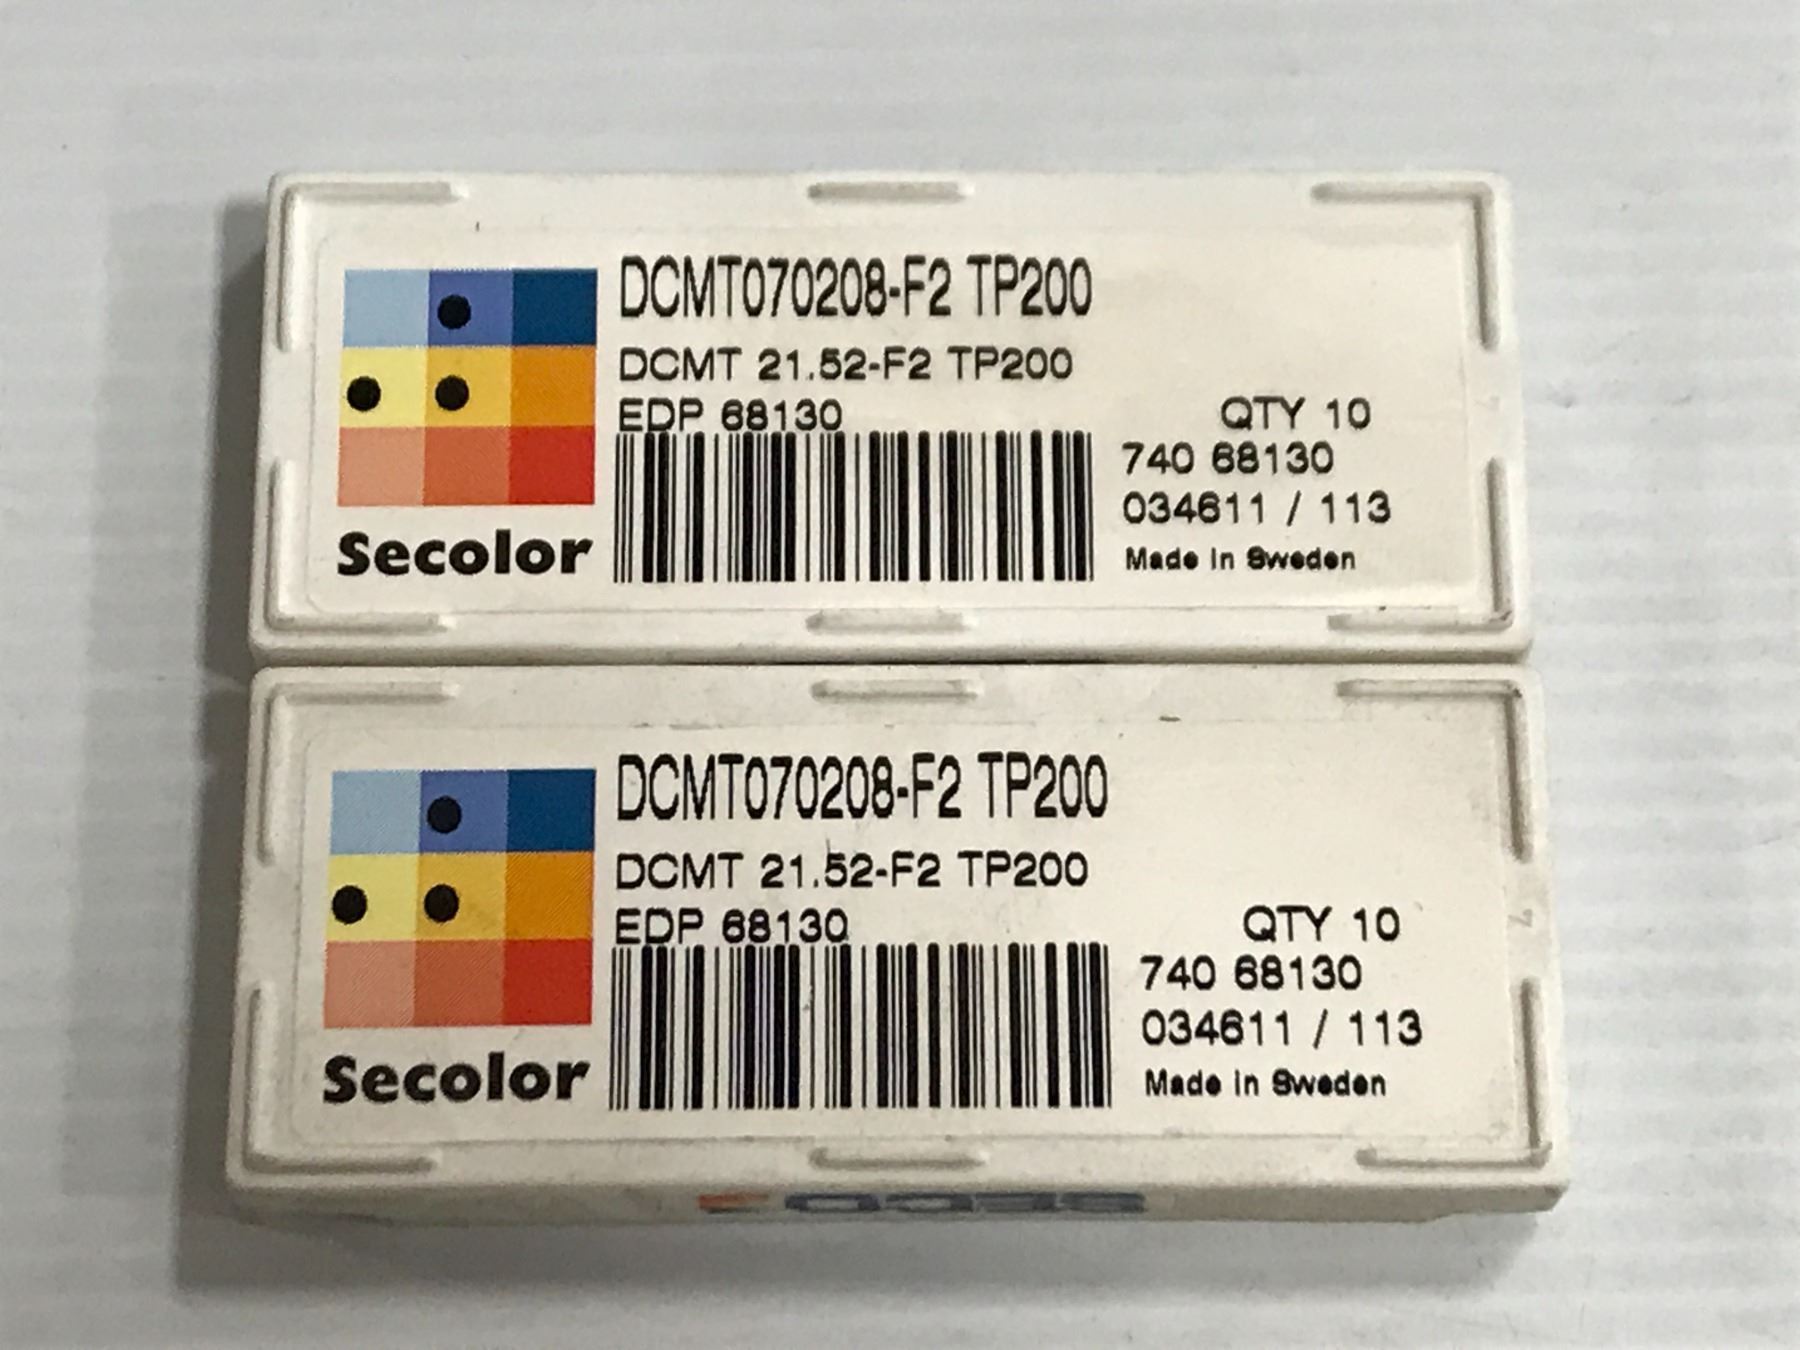 DCMT070208-F2 TP200
DCMT 21.52-F2 TP200
EDP 68130
QTY 10
740 68130
034611 / 113
Made in Sweden
Secolor
DCMT070208-F2 TP200
DCMT 21.52-F2 TP200
EDP 68130
QTY 10
740 68130
034611 / 113
Made in Sweden
Secolor
SECO